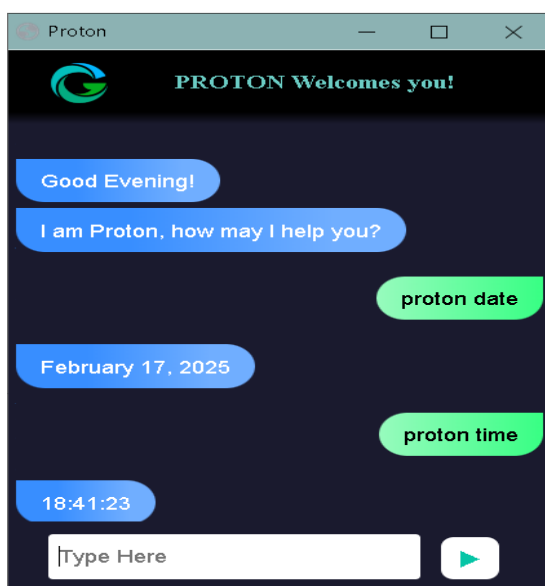 Proton
PROTON Welcomes you!
Good Evening!
I am Proton, how may I help you?
proton date
February 17, 2025
proton time
18:41:23
Type Here